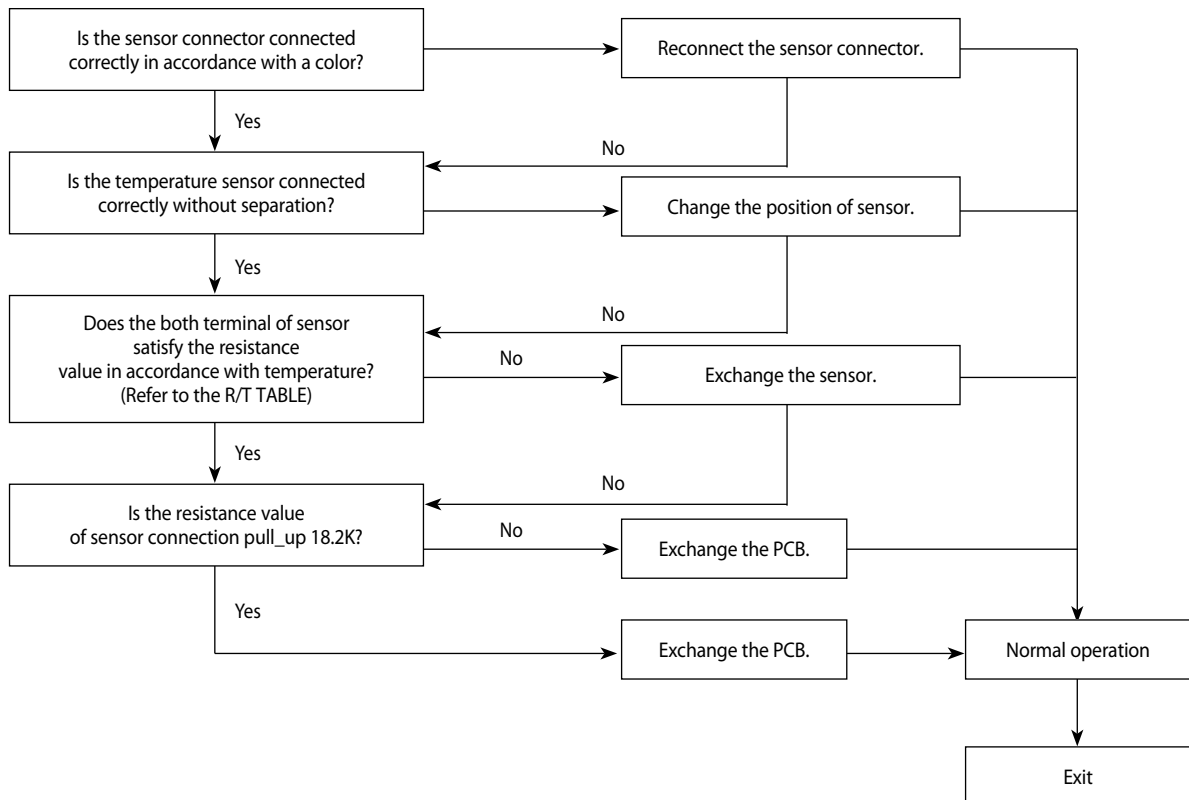 Is the sensor connector connected
correctly in accordance with a color?
Reconnect the sensor connector.
Yes
No
Is the temperature sensor connected
correctly without separation?
Change the position of sensor.
Yes
No
Does the both terminal of sensor
satisfy the resistance
value in accordance with temperature?
(Refer to the R/T TABLE)
No
Exchange the sensor.
Yes
No
Is the resistance value
of sensor connection pull_up 18.2K?
No
Exchange the PCB.
Yes
Exchange the PCB.
Normal operation
Exit